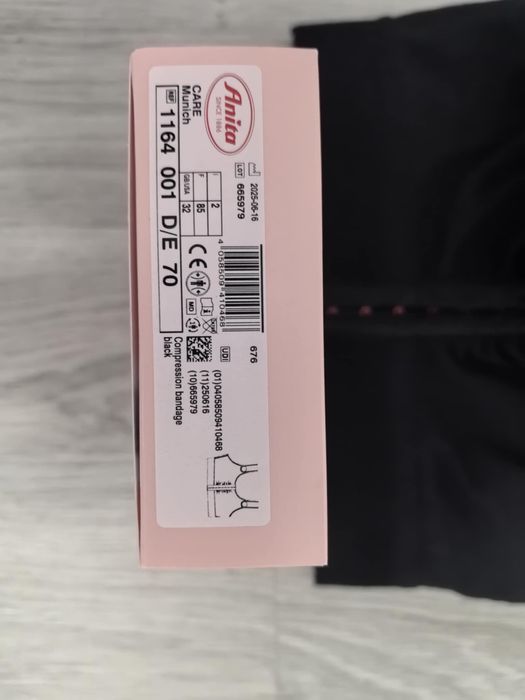 Anita
SINCE 1886
CARE
Munich
REF 1164 001 D/E 70
2025-06-16
LOT 665979
I 2
F 85
GB/USA 32
4 058509 410468
CE
MD
676
UDI
(01)04058509410468
(11)250616
(10)665979
Compression bandage
black